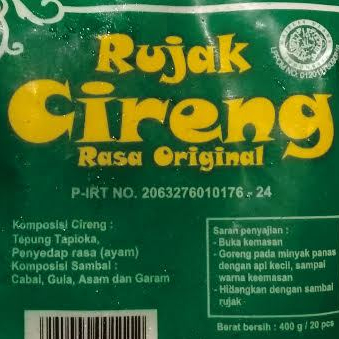 Rujak
Cireng
Rasa Original
P-IRT NO. 2063276010176 - 24
Komposisi Cireng :
Tepung Tapioka,
Penyedap rasa (ayam)
Komposisi Sambal :
Cabai, Gula, Asam dan Garam
Saran penyajian :
- Buka kemasan
- Goreng pada minyak panas
dengan api kecil, sampai
warna keemasan
- Hidangkan dengan sambal
rujak
Berat bersih : 400 g / 20 pcs